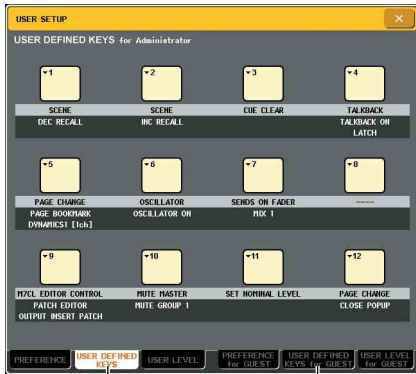 USER SETUP
USER DEFINED KEYS for Administrator
1 2 3 4
SCENE SCENE CUE CLEAR TALKBACK
DEC RECALL INC RECALL TALKBACK ON
LATCH
5 6 7 8
PAGE CHANGE OSCILLATOR SENDS ON FADER ----
PAGE BOOKMARK OSCILLATOR ON MIX 1
DYNAMICS1 [1ch]
9 10 11 12
M7CL EDITOR CONTROL MUTE MASTER SET NOMINAL LEVEL PAGE CHANGE
PATCH EDITOR MUTE GROUP 1 CLOSE POPUP
OUTPUT INSERT PATCH
PREFERENCE USER DEFINED USER LEVEL PREFERENCE USER DEFINED USER LEVEL
KEYS for GUEST KEYS for GUEST for GUEST